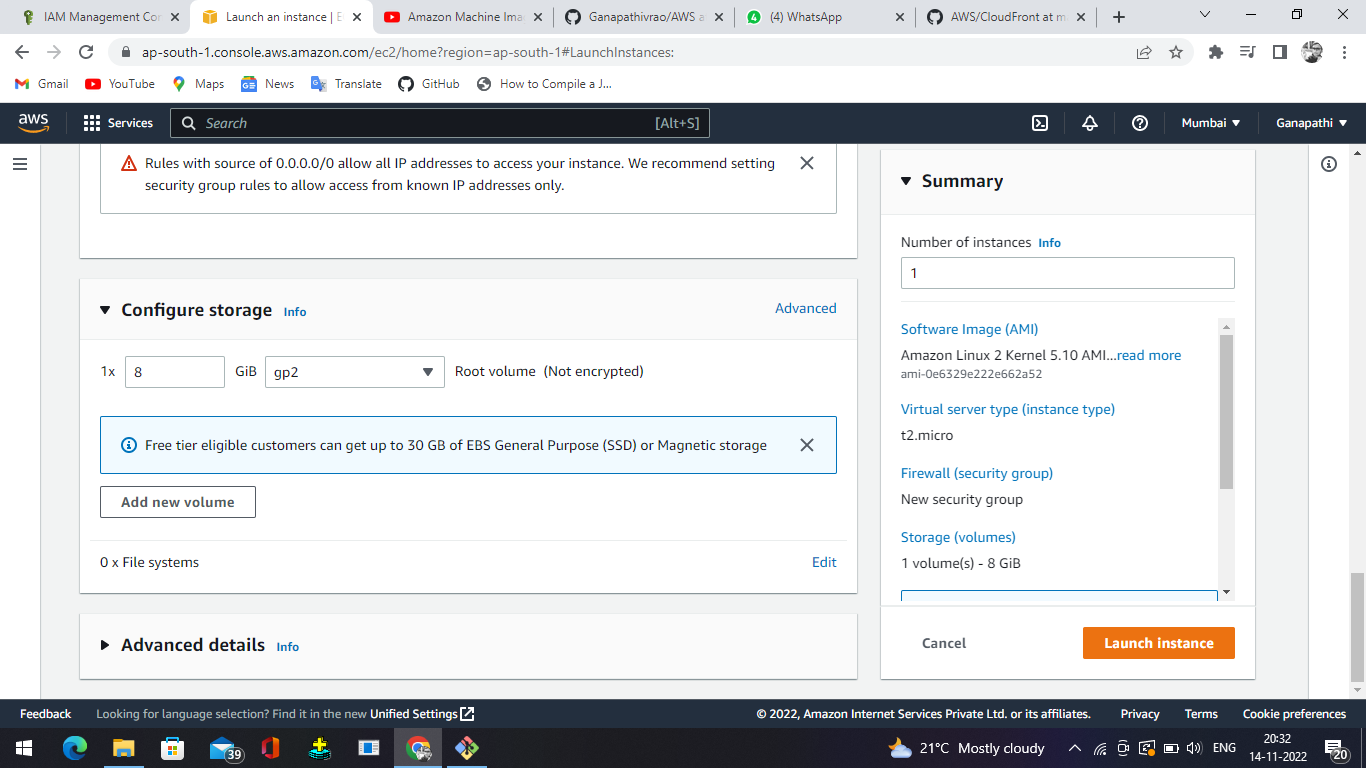 IAM Management Con
Launch an instance | E
Amazon Machine Ima
Ganapathivrao/AWS a
(4) WhatsApp
AWS/CloudFront at m
ap-south-1.console.aws.amazon.com/ec2/home?region=ap-south-1#LaunchInstances:
Gmail
YouTube
Maps
News
Translate
GitHub
How to Compile a J...
aws
Services
Search
[Alt+S]
Mumbai
Ganapathi
Rules with source of 0.0.0.0/0 allow all IP addresses to access your instance. We recommend setting
security group rules to allow access from known IP addresses only.
Configure storage Info
Advanced
1x 8 GiB gp2 Root volume (Not encrypted)
Free tier eligible customers can get up to 30 GB of EBS General Purpose (SSD) or Magnetic storage
Add new volume
0 x File systems
Edit
Advanced details Info
Summary
Number of instances Info
1
Software Image (AMI)
Amazon Linux 2 Kernel 5.10 AMI...read more
ami-0e6329e222e662a52
Virtual server type (instance type)
t2.micro
Firewall (security group)
New security group
Storage (volumes)
1 volume(s) - 8 GiB
Cancel
Launch instance
Feedback
Looking for language selection? Find it in the new Unified Settings
© 2022, Amazon Internet Services Private Ltd. or its affiliates.
Privacy
Terms
Cookie preferences
39
21°C Mostly cloudy
ENG
20:32
14-11-2022
20